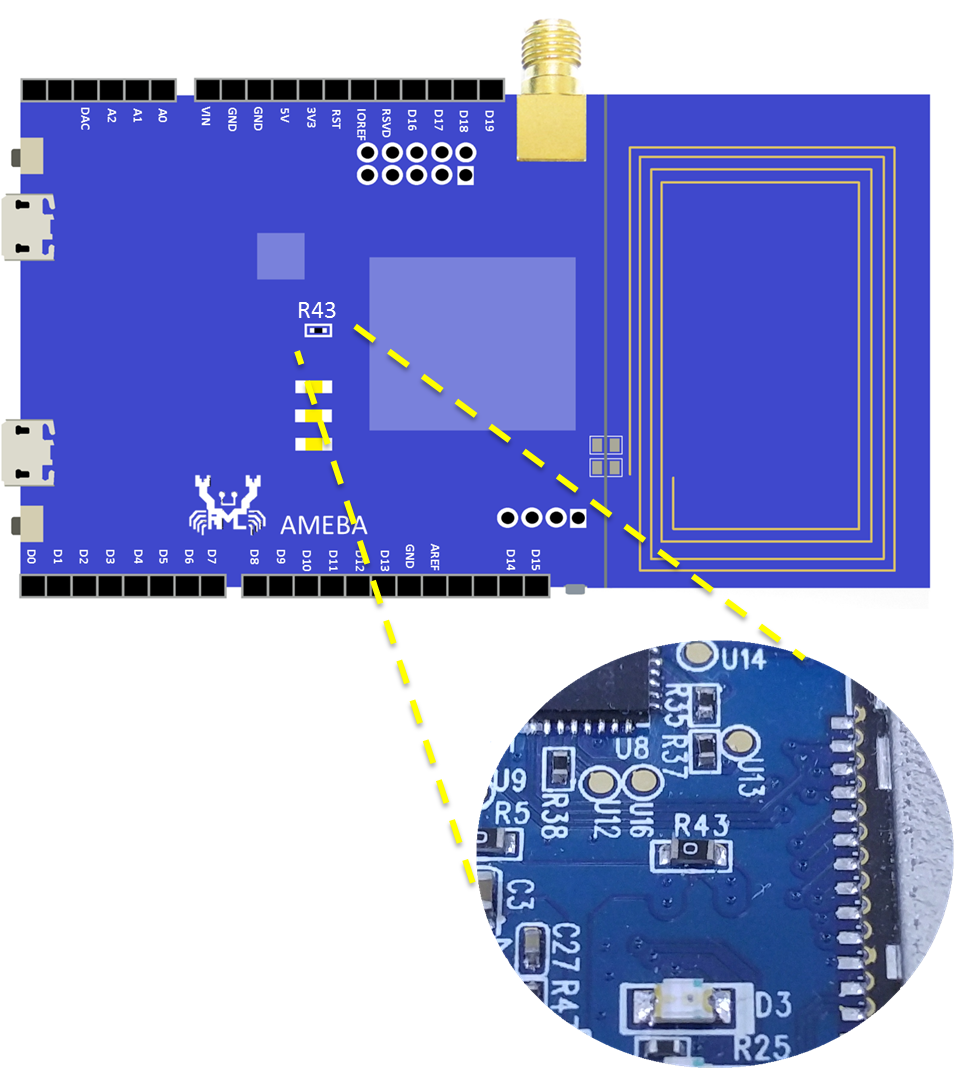 DAC
A2
A1
A0
VIN
GND
GND
5V
3V3
RST
IOREF
RSVD
D16
D17
D18
D19
R43
AMEBA
D0
D1
D2
D3
D4
D5
D6
D7
D8
D9
D10
D11
D12
D13
GND
AREF
D14
D15
U14
R35
U8
R37
U13
U9
R38
U12
U16
R5
R43
0
C3
C27
D3
R25